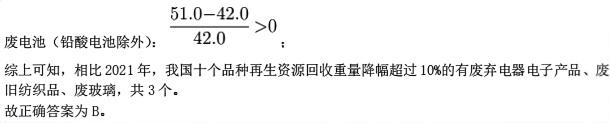 废电池（铅酸电池除外）：$\frac{51.0-42.0}{42.0}>0$；
综上可知，相比 2021 年，我国十个品种再生资源回收重量降幅超过 10%的有废弃电器电子产品、废
旧纺织品、废玻璃，共 3 个。
故正确答案为 B。